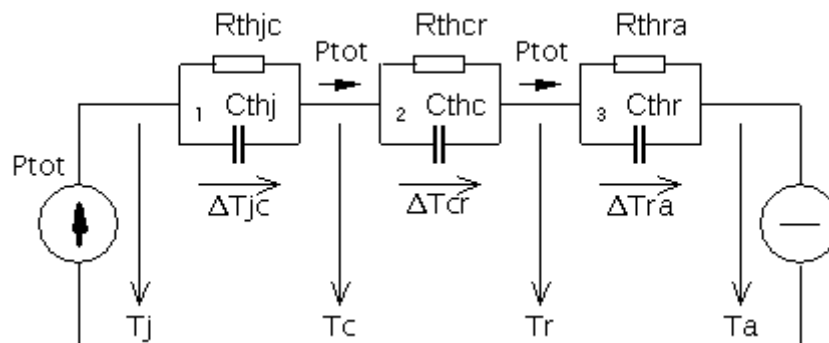 Rthjc
Rthcr
Rthra
Ptot
Ptot
1
Cthj
2
Cthc
3
Cthr
Ptot
ΔTjc
ΔTcr
ΔTra
Tj
Tc
Tr
Ta